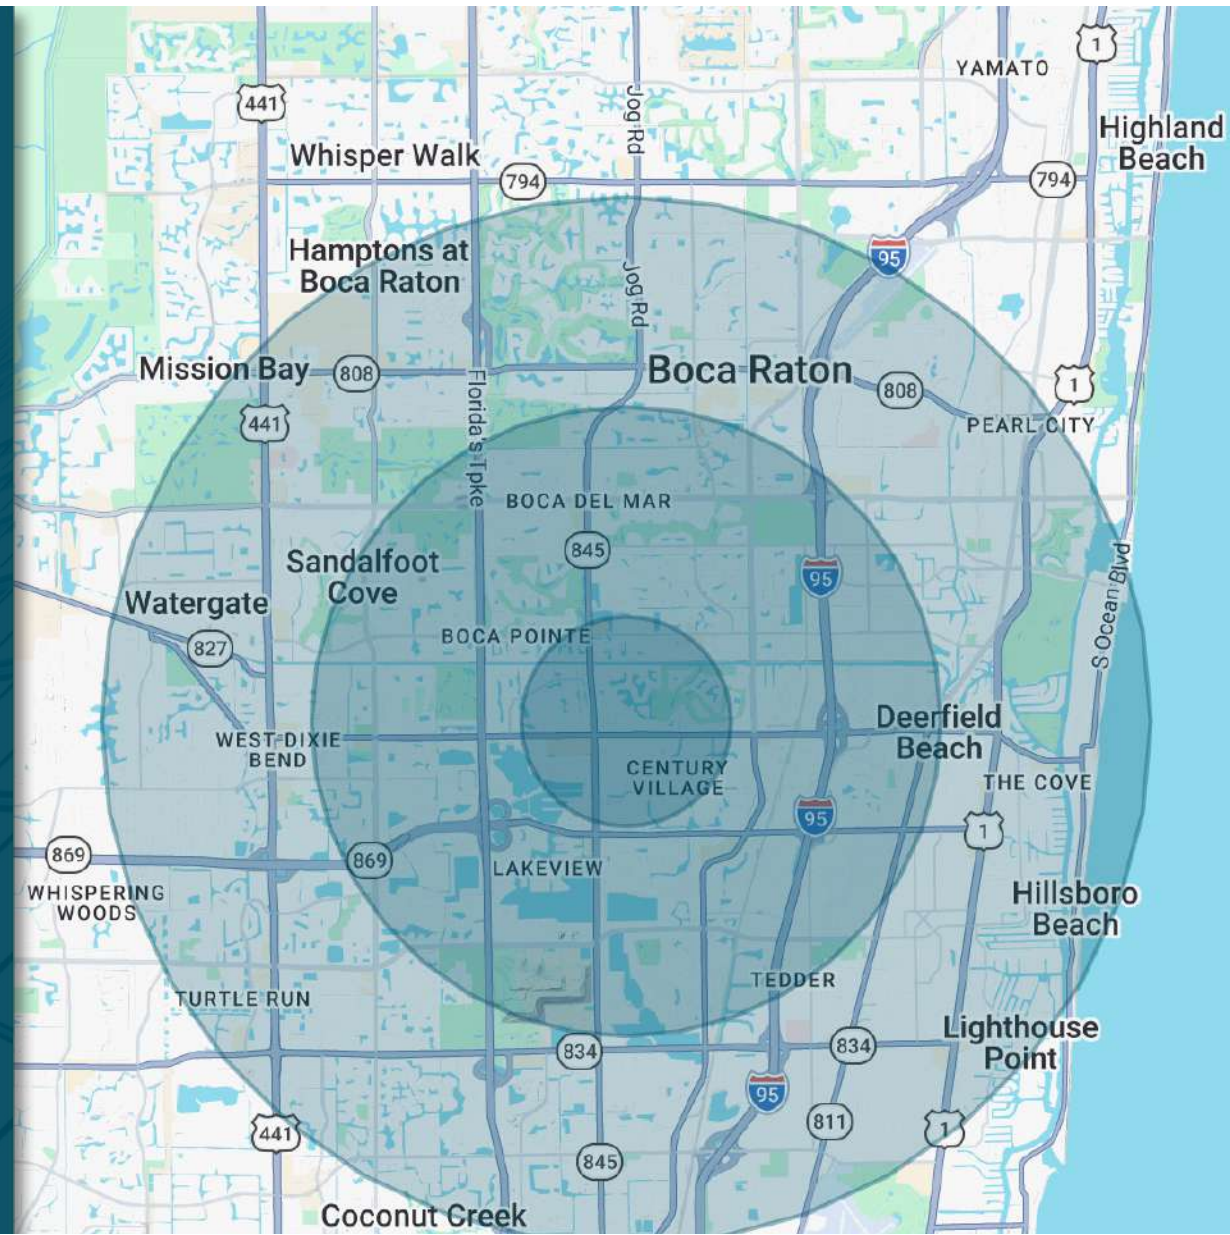 1
YAMATO
441
Jog Rd
Highland
Beach
Whisper Walk
794
794
Hamptons at
Boca Raton
95
Jog Rd
Mission Bay
808
Boca Raton
808
1
441
Florida's Tpke
PEARL CITY
BOCA DEL MAR
845
Sandalfoot
Cove
95
S Ocean Blvd
Watergate
827
BOCA POINTE
WEST DIXIE
BEND
Deerfield
Beach
CENTURY
VILLAGE
THE COVE
95
1
869
869
LAKEVIEW
WHISPERING
WOODS
Hillsboro
Beach
TEDDER
TURTLE RUN
Lighthouse
Point
834
834
95
811
1
441
845
Coconut Creek